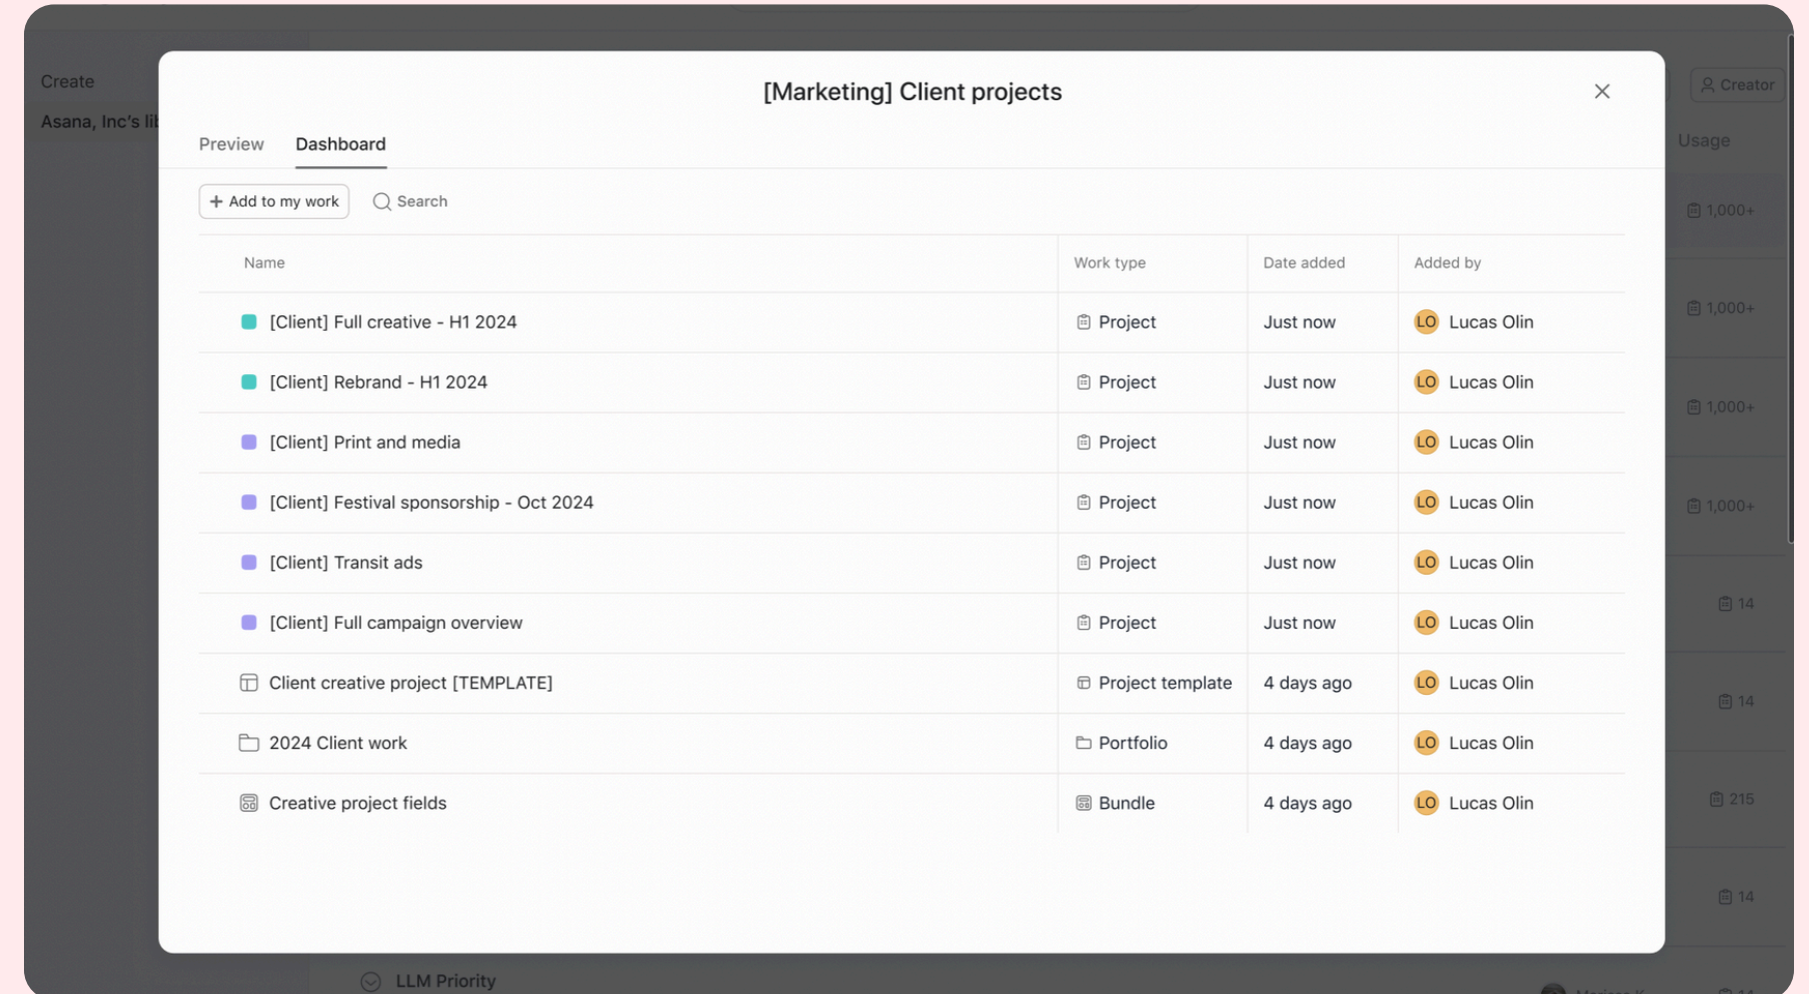 [Marketing] Client projects
Create
Creator
Asana, Inc's lib
Preview Dashboard
Usage
+ Add to my work Search
1,000+
Name Work type Date added Added by
[Client] Full creative - H1 2024 Project Just now LO Lucas Olin
1,000+
[Client] Rebrand - H1 2024 Project Just now LO Lucas Olin
1,000+
[Client] Print and media Project Just now LO Lucas Olin
[Client] Festival sponsorship - Oct 2024 Project Just now LO Lucas Olin
1,000+
[Client] Transit ads Project Just now LO Lucas Olin
14
[Client] Full campaign overview Project Just now LO Lucas Olin
Client creative project [TEMPLATE] Project template 4 days ago LO Lucas Olin
14
2024 Client work Portfolio 4 days ago LO Lucas Olin
215
Creative project fields Bundle 4 days ago LO Lucas Olin
14
LLM Priority